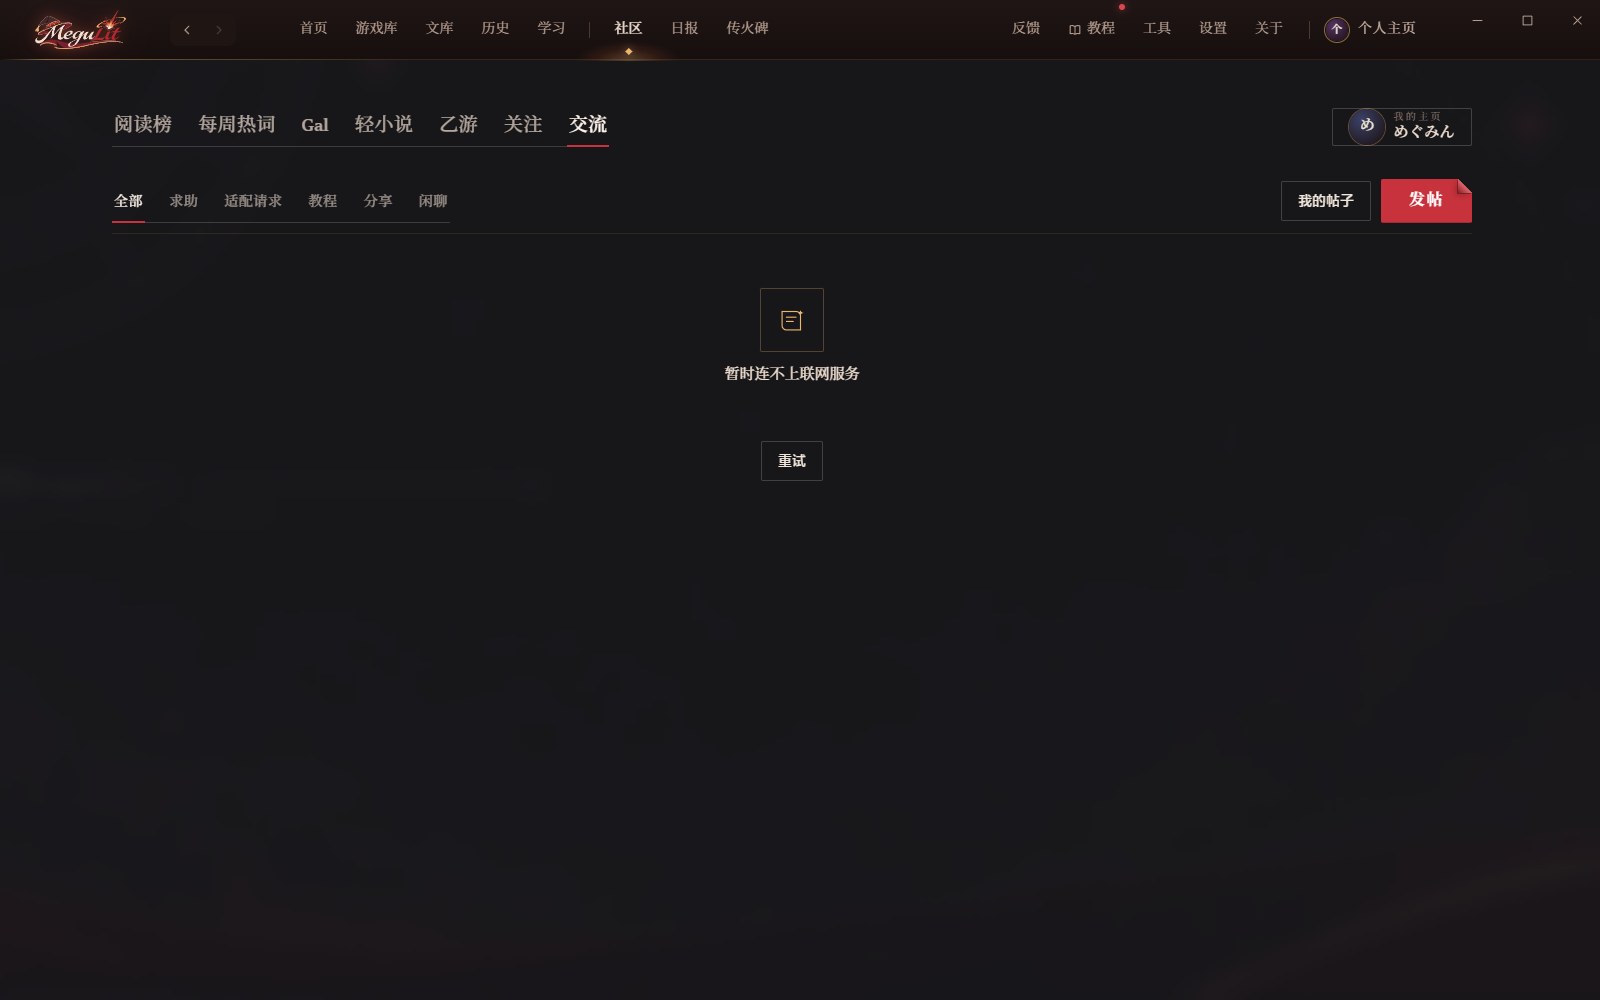 MeguLit
首页 游戏库 文库 历史 学习 社区 日报 传火碑 反馈 教程 工具 设置 关于 个 个人主页
阅读榜 每周热词 Gal 轻小说 乙游 关注 交流
め 我的主页
めぐみん
全部 求助 适配请求 教程 分享 闲聊 我的帖子 发帖
暂时连不上联网服务
重试